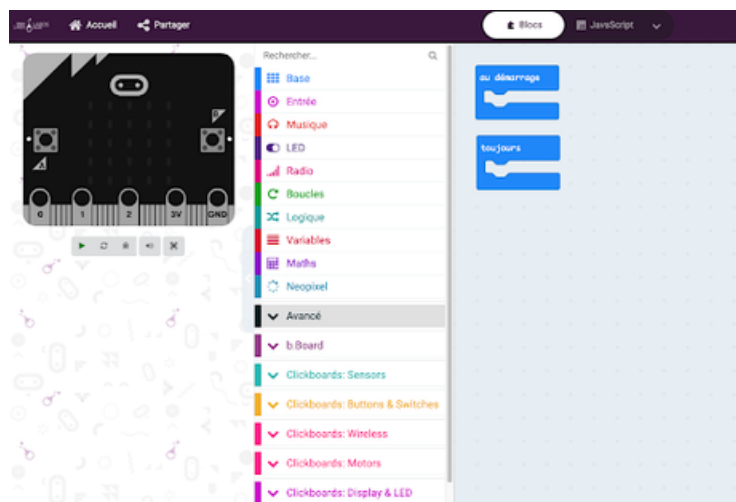 Accueil
Partager
Blocs
JavaScript
Rechercher...
Base
Entrée
Musique
LED
Radio
Boucles
Logique
Variables
Maths
Neopixel
Avancé
b.Board
Clickboards: Sensors
Clickboards: Buttons & Switches
Clickboards: Wireless
Clickboards: Motors
Clickboards: Display & LED
B
A
0 1 2 3V GND
au démarrage
toujours